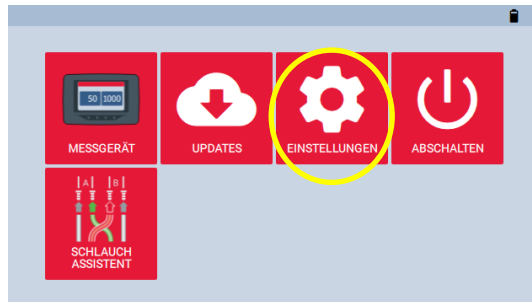 50 1000
MESSGERÄT
UPDATES
EINSTELLUNGEN
ABSCHALTEN
|A| |B|
SCHLAUCH
ASSISTENT